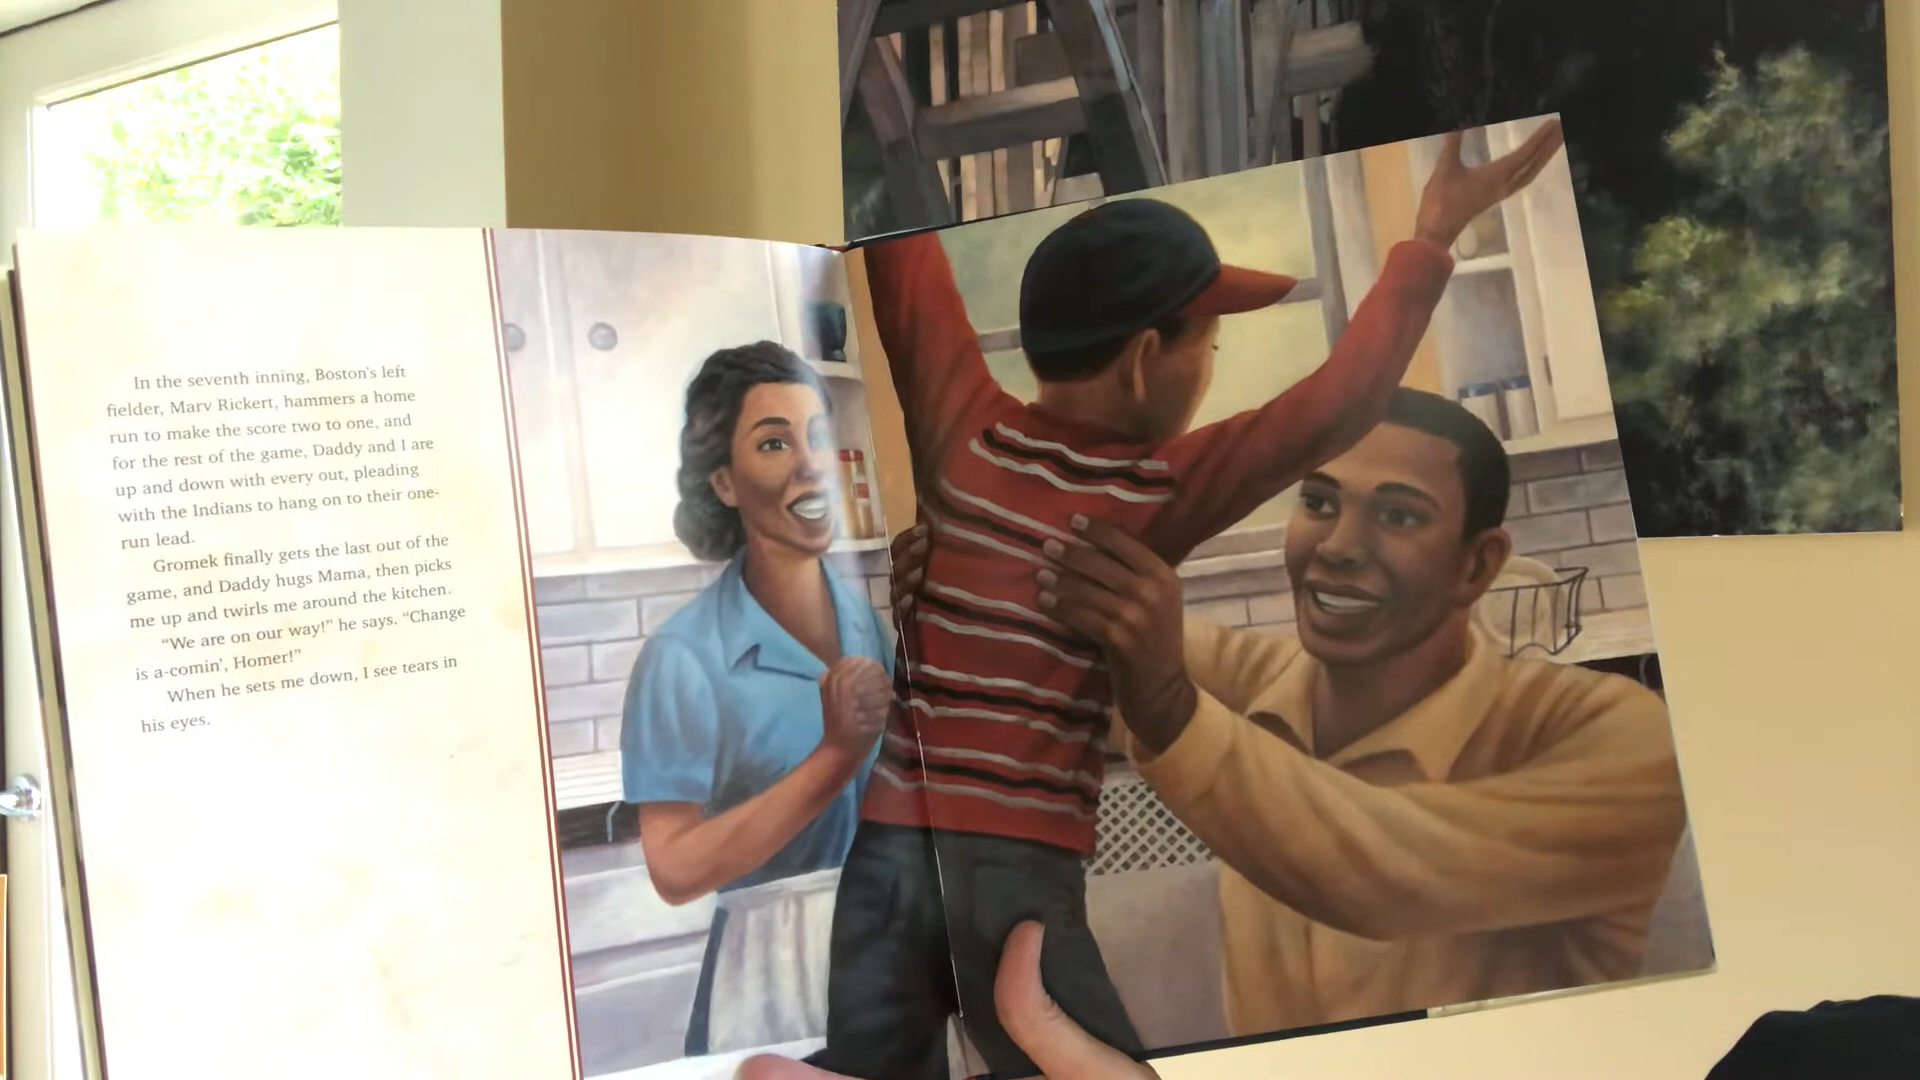 In the seventh inning, Boston's left
fielder, Marv Rickert, hammers a home
run to make the score two to one, and
for the rest of the game, Daddy and I are
up and down with every out, pleading
with the Indians to hang on to their one-
run lead.
Gromek finally gets the last out of the
game, and Daddy hugs Mama, then picks
me up and twirls me around the kitchen.
“We are on our way!” he says. “Change
is a-comin’, Homer!”
When he sets me down, I see tears in
his eyes.